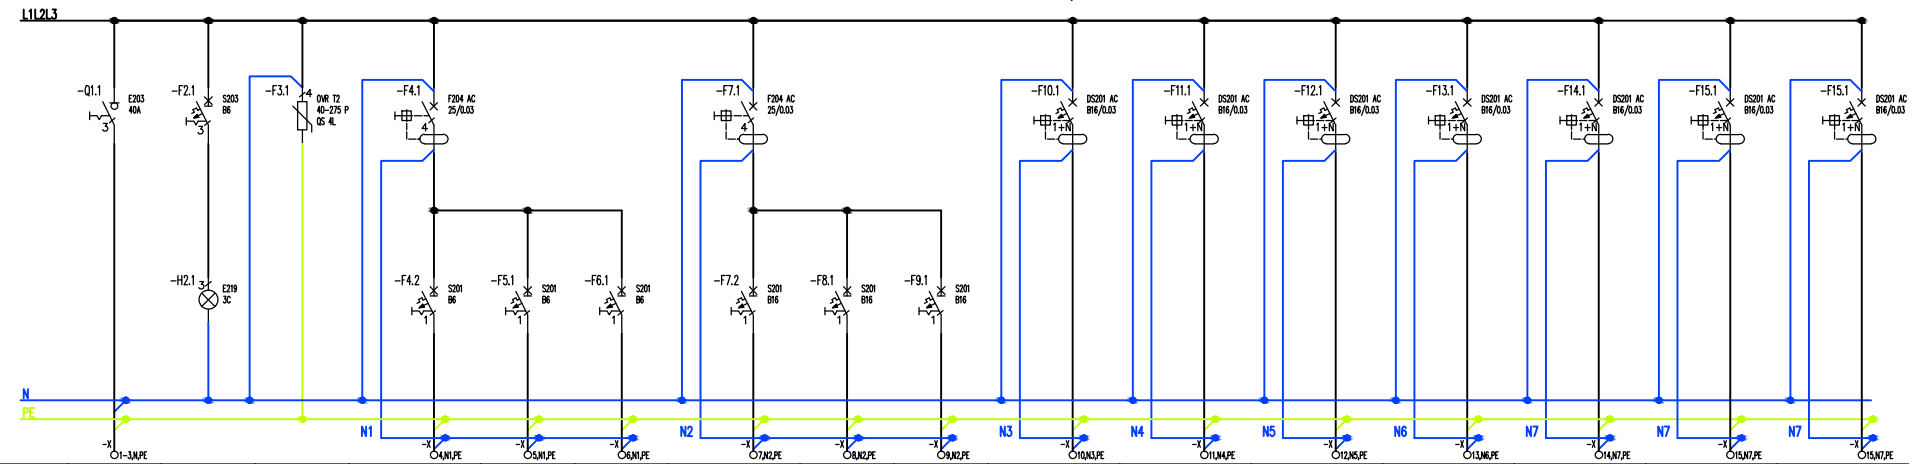 L1L2L3
-Q1.1
E203
40A
3
-F2.1
S203
B6
3
-F3.1
4
OVR T2
40-275 P
QS 4L
-F4.1
F204 AC
25/0.03
4
-F7.1
F204 AC
25/0.03
4
-F10.1
DS201 AC
B16/0.03
1+N
-F11.1
DS201 AC
B16/0.03
1+N
-F12.1
DS201 AC
B16/0.03
1+N
-F13.1
DS201 AC
B16/0.03
1+N
-F14.1
DS201 AC
B16/0.03
1+N
-F15.1
DS201 AC
B16/0.03
1+N
-F15.1
DS201 AC
B16/0.03
1+N
-H2.1
3
E219
3C
-F4.2
S201
B6
1
-F5.1
S201
B6
1
-F6.1
S201
B6
1
-F7.2
S201
B16
1
-F8.1
S201
B16
1
-F9.1
S201
B16
1
N
PE
N1
N2
N3
N4
N5
N6
N7
N7
N7
-X
-X
-X
-X
-X
-X
-X
-X
-X
-X
-X
-X
-X
-X
1-3,N,PE
4,N1,PE
5,N1,PE
6,N1,PE
7,N2,PE
8,N2,PE
9,N2,PE
10,N3,PE
11,N4,PE
12,N5,PE
13,N6,PE
14,N7,PE
15,N7,PE
15,N7,PE